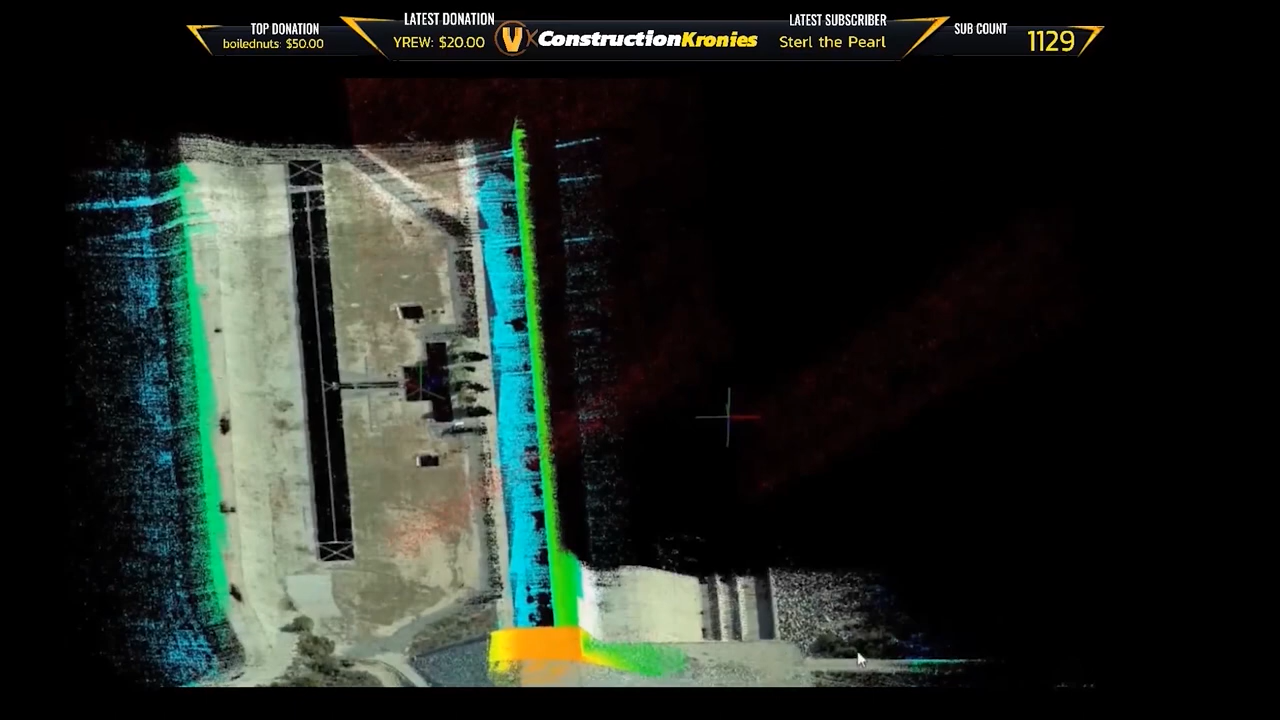 TOP DONATION
boilednuts: $50.00
LATEST DONATION
YREW: $20.00
ConstructionKronies
LATEST SUBSCRIBER
Sterl the Pearl
SUB COUNT
1129